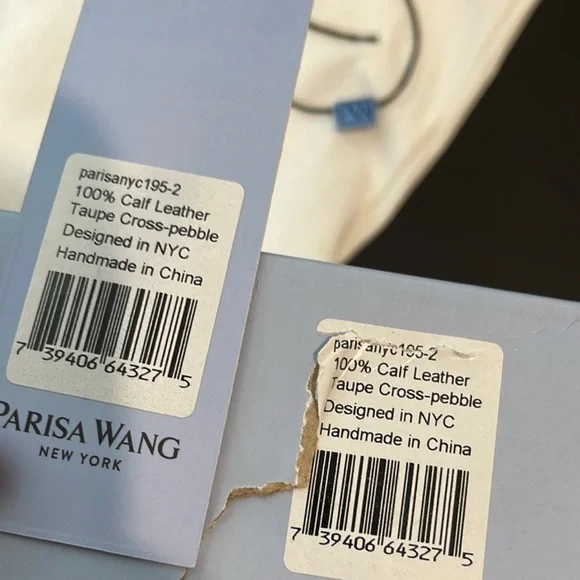 parisanyc195-2
100% Calf Leather
Taupe Cross-pebble
Designed in NYC
Handmade in China
7 39406 64327 5
PARISA WANG
NEW YORK
parisanyc195-2
100% Calf Leather
Taupe Cross-pebble
Designed in NYC
Handmade in China
7 39406 64327 5